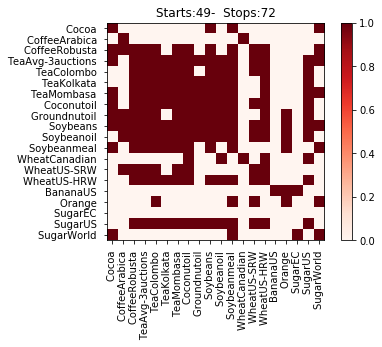 Starts:49- Stops:72
Cocoa
CoffeeArabica
CoffeeRobusta
TeaAvg-3auctions
TeaColombo
TeaKolkata
TeaMombasa
Coconutoil
Groundnutoil
Soybeans
Soybeanoil
Soybeanmeal
WheatCanadian
WheatUS-SRW
WheatUS-HRW
BananaUS
Orange
SugarEC
SugarUS
SugarWorld
Cocoa
CoffeeArabica
CoffeeRobusta
TeaAvg-3auctions
TeaColombo
TeaKolkata
TeaMombasa
Coconutoil
Groundnutoil
Soybeans
Soybeanoil
Soybeanmeal
WheatCanadian
WheatUS-SRW
WheatUS-HRW
BananaUS
Orange
SugarEC
SugarUS
SugarWorld
1.0
0.8
0.6
0.4
0.2
0.0